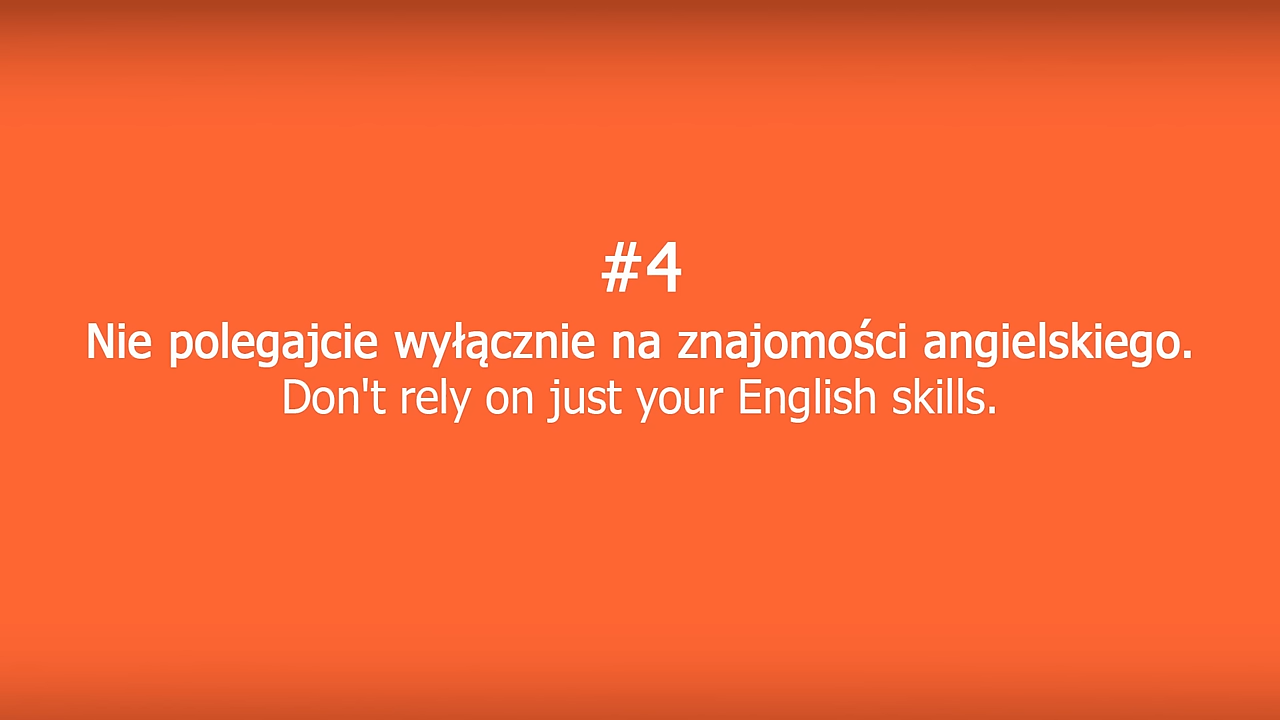 #4
Nie polegajcie wyłącznie na znajomości angielskiego.
Don't rely on just your English skills.